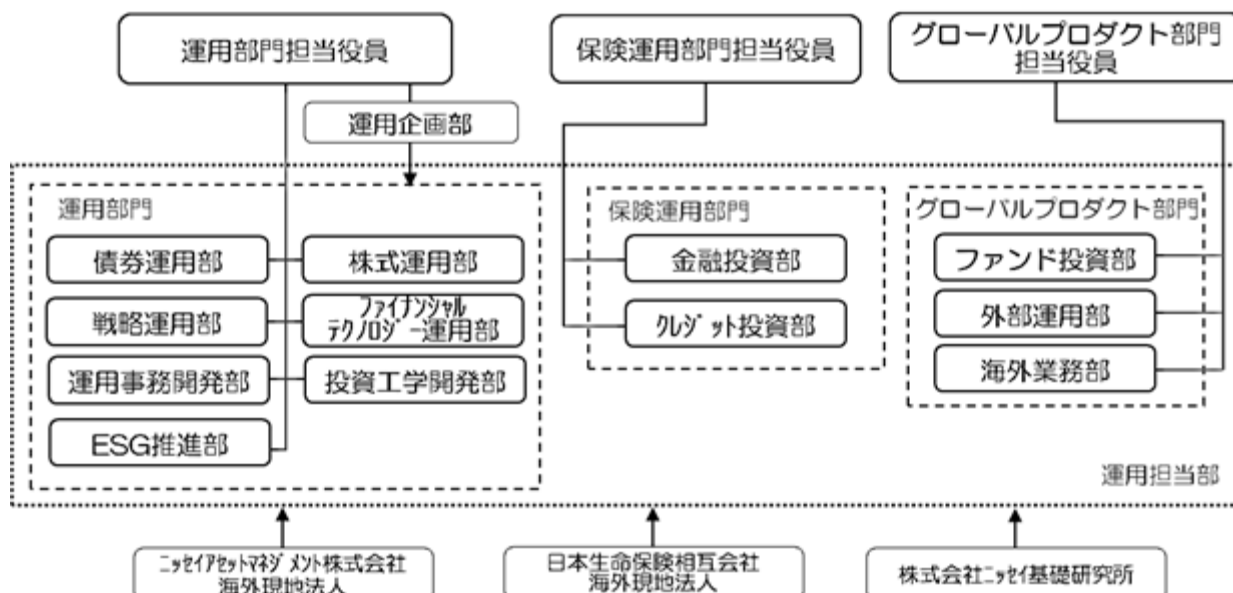 運用部門担当役員
保険運用部門担当役員
グローバルプロダクト部門
担当役員
運用企画部
運用部門
債券運用部
株式運用部
戦略運用部
ファイナンシャル
テクノロジー運用部
運用事務開発部
投資工学開発部
ESG推進部
保険運用部門
金融投資部
クレジット投資部
グローバルプロダクト部門
ファンド投資部
外部運用部
海外業務部
運用担当部
ニッセイアセットマネジメント株式会社
海外現地法人
日本生命保険相互会社
海外現地法人
株式会社ニッセイ基礎研究所